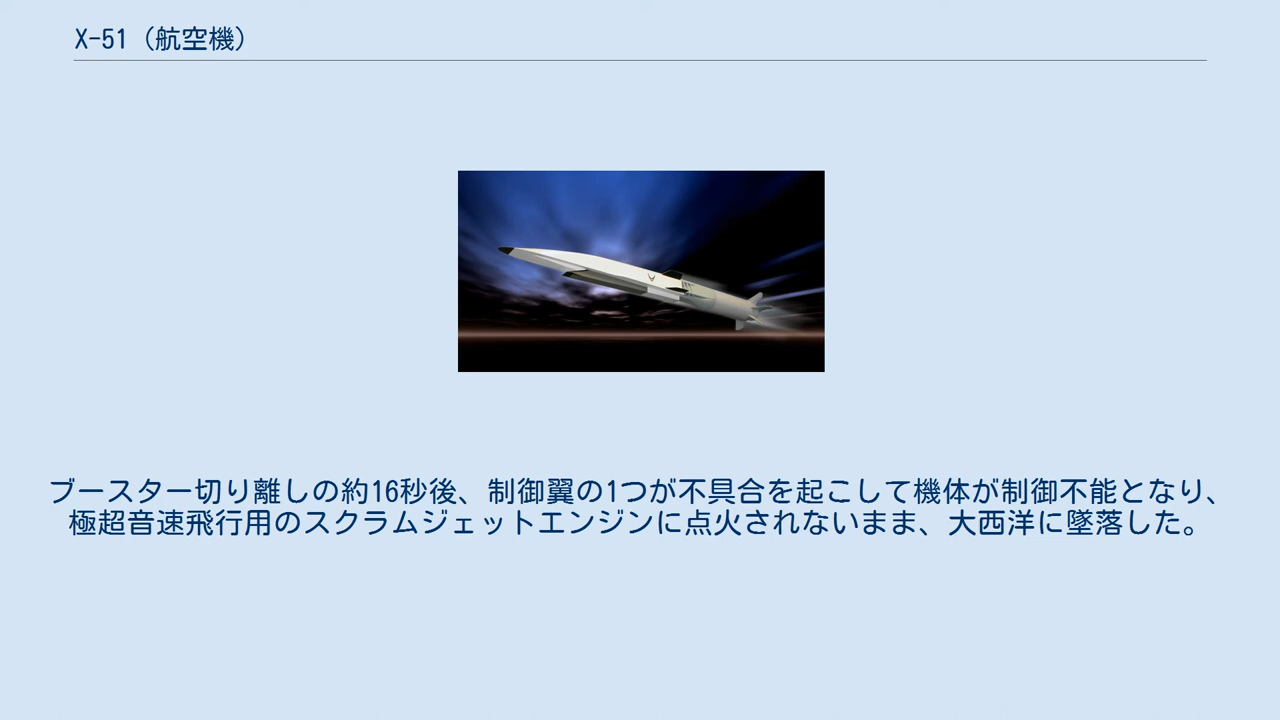 X-51（航空機）
ブースター切り離しの約16秒後、制御翼の1つが不具合を起こして機体が制御不能となり、
極超音速飛行用のスクラムジェットエンジンに点火されないまま、大西洋に墜落した。